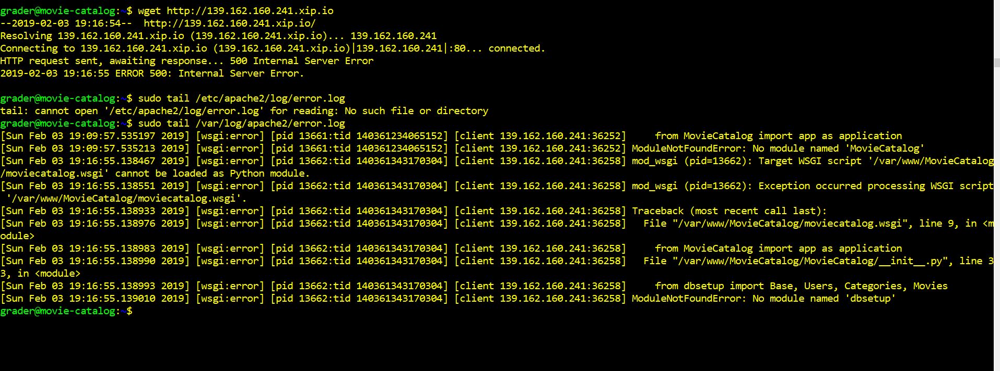 grader@movie-catalog:~$ wget http://139.162.160.241.xip.io
--2019-02-03 19:16:54--  http://139.162.160.241.xip.io/
Resolving 139.162.160.241.xip.io (139.162.160.241.xip.io)... 139.162.160.241
Connecting to 139.162.160.241.xip.io (139.162.160.241.xip.io)|139.162.160.241|:80... connected.
HTTP request sent, awaiting response... 500 Internal Server Error
2019-02-03 19:16:55 ERROR 500: Internal Server Error.
grader@movie-catalog:~$ sudo tail /etc/apache2/log/error.log
tail: cannot open '/etc/apache2/log/error.log' for reading: No such file or directory
grader@movie-catalog:~$ sudo tail /var/log/apache2/error.log
[Sun Feb 03 19:09:57.535197 2019] [wsgi:error] [pid 13661:tid 140361234065152] [client 139.162.160.241:36252]     from MovieCatalog import app as application
[Sun Feb 03 19:09:57.535213 2019] [wsgi:error] [pid 13661:tid 140361234065152] [client 139.162.160.241:36252] ModuleNotFoundError: No module named 'MovieCatalog'
[Sun Feb 03 19:16:55.138467 2019] [wsgi:error] [pid 13662:tid 140361343170304] [client 139.162.160.241:36258] mod_wsgi (pid=13662): Target WSGI script '/var/www/MovieCatalog
/moviecatalog.wsgi' cannot be loaded as Python module.
[Sun Feb 03 19:16:55.138551 2019] [wsgi:error] [pid 13662:tid 140361343170304] [client 139.162.160.241:36258] mod_wsgi (pid=13662): Exception occurred processing WSGI script
 '/var/www/MovieCatalog/moviecatalog.wsgi'.
[Sun Feb 03 19:16:55.138933 2019] [wsgi:error] [pid 13662:tid 140361343170304] [client 139.162.160.241:36258] Traceback (most recent call last):
[Sun Feb 03 19:16:55.138976 2019] [wsgi:error] [pid 13662:tid 140361343170304] [client 139.162.160.241:36258]   File "/var/www/MovieCatalog/moviecatalog.wsgi", line 9, in <m
odule>
[Sun Feb 03 19:16:55.138983 2019] [wsgi:error] [pid 13662:tid 140361343170304] [client 139.162.160.241:36258]     from MovieCatalog import app as application
[Sun Feb 03 19:16:55.138990 2019] [wsgi:error] [pid 13662:tid 140361343170304] [client 139.162.160.241:36258]   File "/var/www/MovieCatalog/MovieCatalog/__init__.py", line 3
3, in <module>
[Sun Feb 03 19:16:55.138993 2019] [wsgi:error] [pid 13662:tid 140361343170304] [client 139.162.160.241:36258]     from dbsetup import Base, Users, Categories, Movies
[Sun Feb 03 19:16:55.139010 2019] [wsgi:error] [pid 13662:tid 140361343170304] [client 139.162.160.241:36258] ModuleNotFoundError: No module named 'dbsetup'
grader@movie-catalog:~$